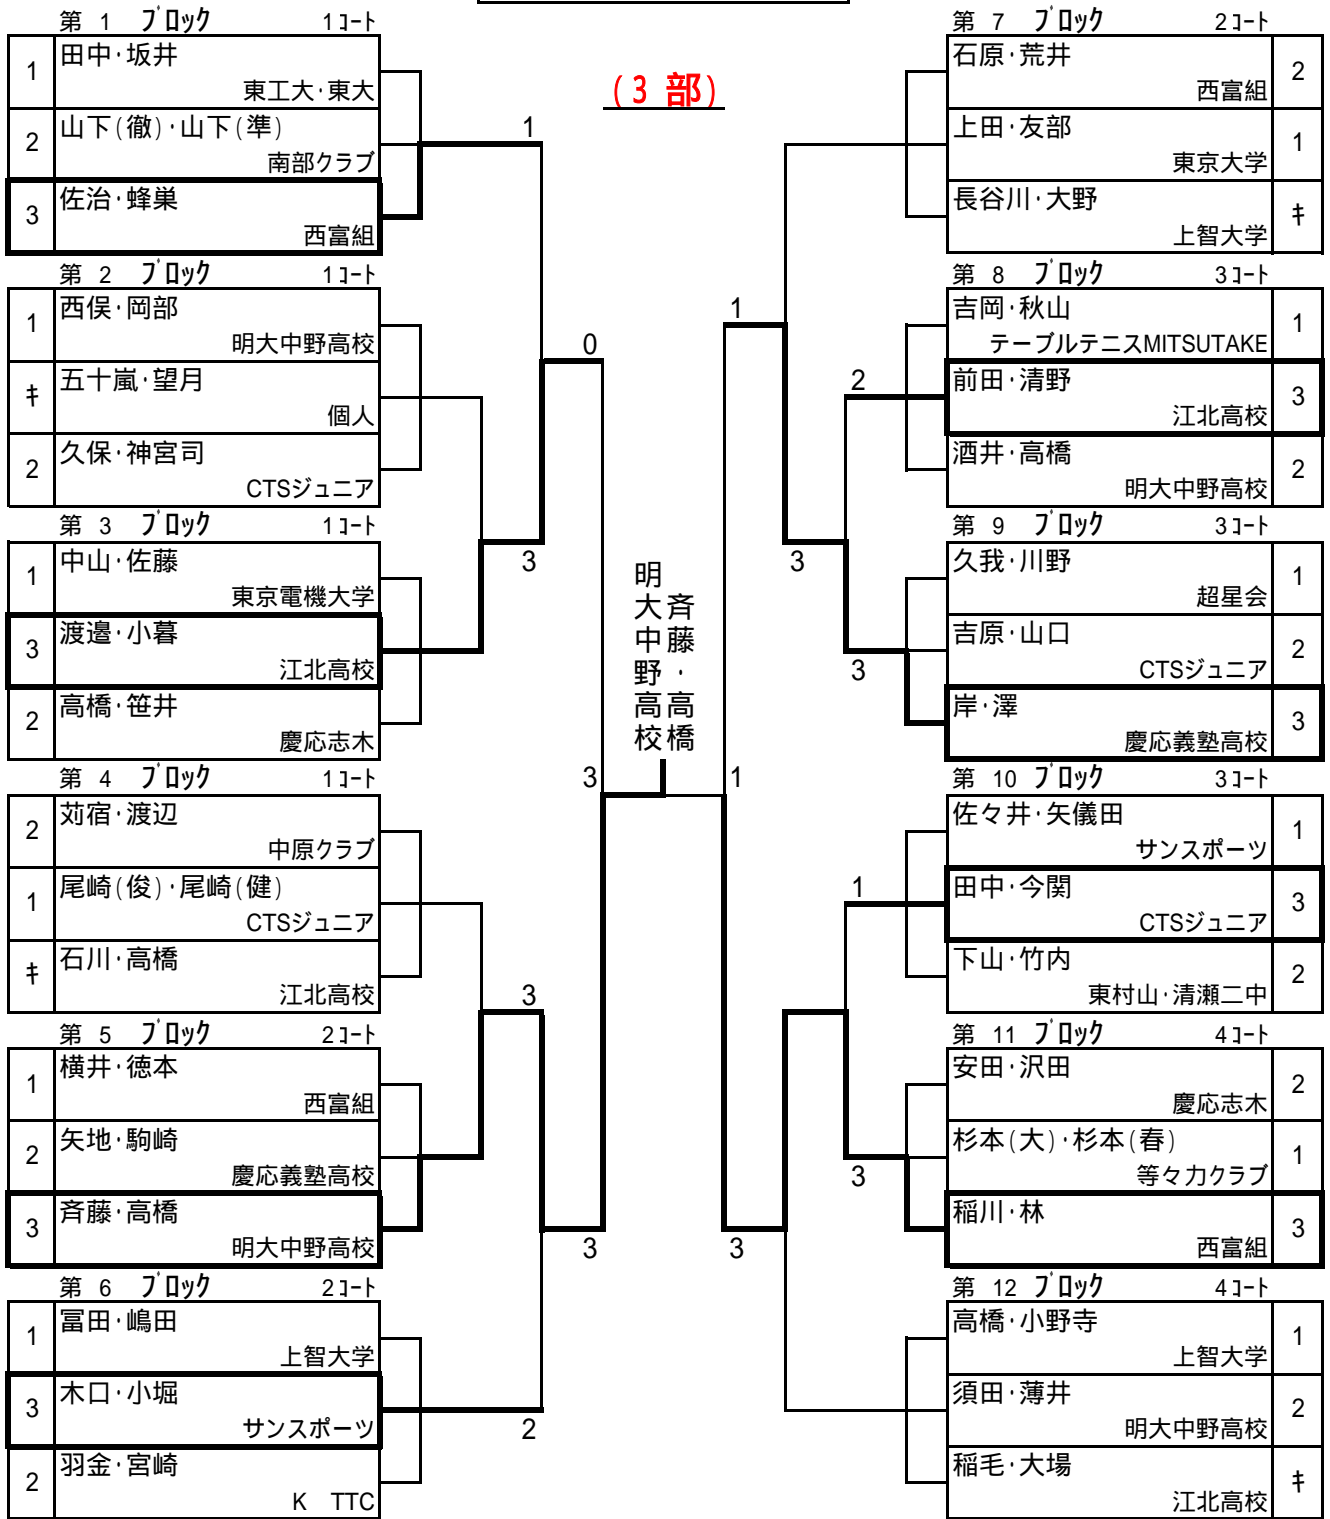 (3 部)
第 1 ブロック 1コート
1 田中・坂井
東工大・東大
2 山下(徹)・山下(準)
南部クラブ
3 佐治・蜂巣
西富組
第 2 ブロック 1コート
1 西俣・岡部
明大中野高校
キ 五十嵐・望月
個人
2 久保・神宮司
CTSジュニア
第 3 ブロック 1コート
1 中山・佐藤
東京電機大学
3 渡邉・小暮
江北高校
2 高橋・笹井
慶応志木
第 4 ブロック 1コート
2 苅宿・渡辺
中原クラブ
1 尾崎(俊)・尾崎(健)
CTSジュニア
キ 石川・高橋
江北高校
第 5 ブロック 2コート
1 横井・徳本
西富組
2 矢地・駒崎
慶応義塾高校
3 斉藤・高橋
明大中野高校
第 6 ブロック 2コート
1 冨田・嶋田
上智大学
3 木口・小堀
サンスポーツ
2 羽金・宮崎
K TTC
1
0
3
3
3
3
2
斉藤・高橋
明大中野高校
1
2
3
3
1
1
3
3
第 7 ブロック 2コート
石原・荒井 2
西富組
上田・友部 1
東京大学
長谷川・大野 キ
上智大学
第 8 ブロック 3コート
吉岡・秋山 1
テーブルテニスMITSUTAKE
前田・清野 3
江北高校
酒井・高橋 2
明大中野高校
第 9 ブロック 3コート
久我・川野 1
超星会
吉原・山口 2
CTSジュニア
岸・澤 3
慶応義塾高校
第 10 ブロック 3コート
佐々井・矢儀田 1
サンスポーツ
田中・今関 3
CTSジュニア
下山・竹内 2
東村山・清瀬二中
第 11 ブロック 4コート
安田・沢田 2
慶応志木
杉本(大)・杉本(春) 1
等々力クラブ
稲川・林 3
西富組
第 12 ブロック 4コート
高橋・小野寺 1
上智大学
須田・薄井 2
明大中野高校
稲毛・大場 キ
江北高校